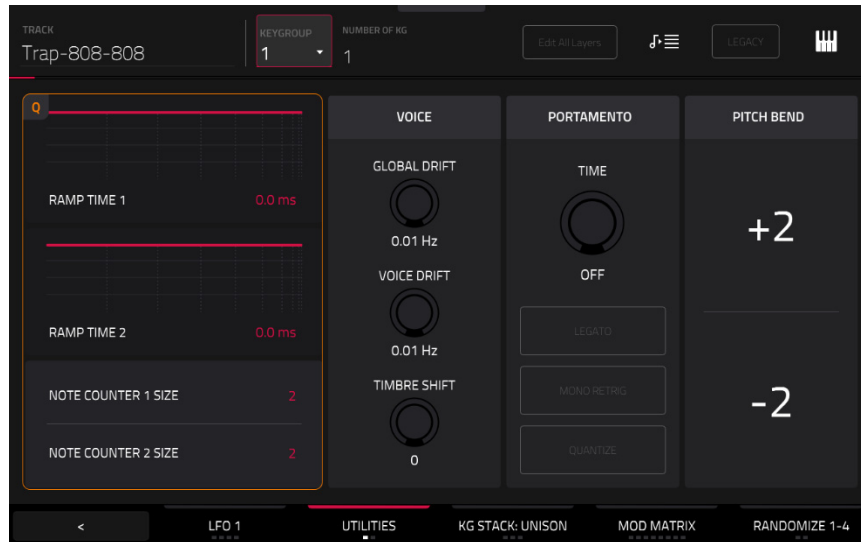 TRACK
Trap-808-808
KEYGROUP
1
NUMBER OF KG
1
Edit All Layers
LEGACY
Q
RAMP TIME 1 0.0 ms
RAMP TIME 2 0.0 ms
NOTE COUNTER 1 SIZE 2
NOTE COUNTER 2 SIZE 2
VOICE
GLOBAL DRIFT
0.01 Hz
VOICE DRIFT
0.01 Hz
TIMBRE SHIFT
0
PORTAMENTO
TIME
OFF
LEGATO
MONO RETRIG
QUANTIZE
PITCH BEND
+2
-2
< LFO 1 UTILITIES KG STACK: UNISON MOD MATRIX RANDOMIZE 1-4